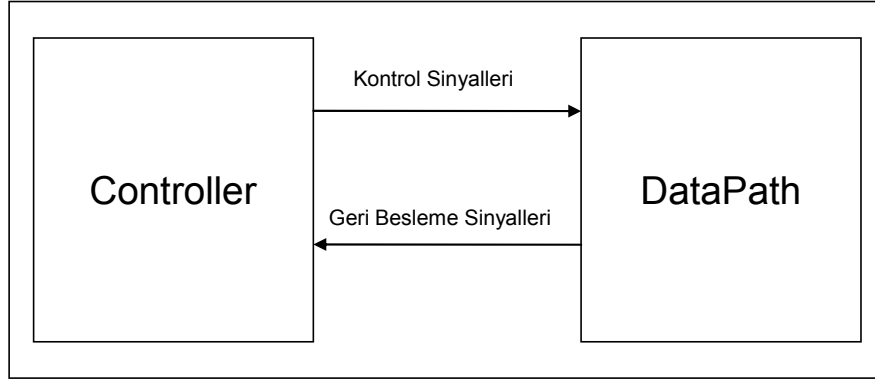 Kontrol Sinyalleri
Controller
DataPath
Geri Besleme Sinyalleri